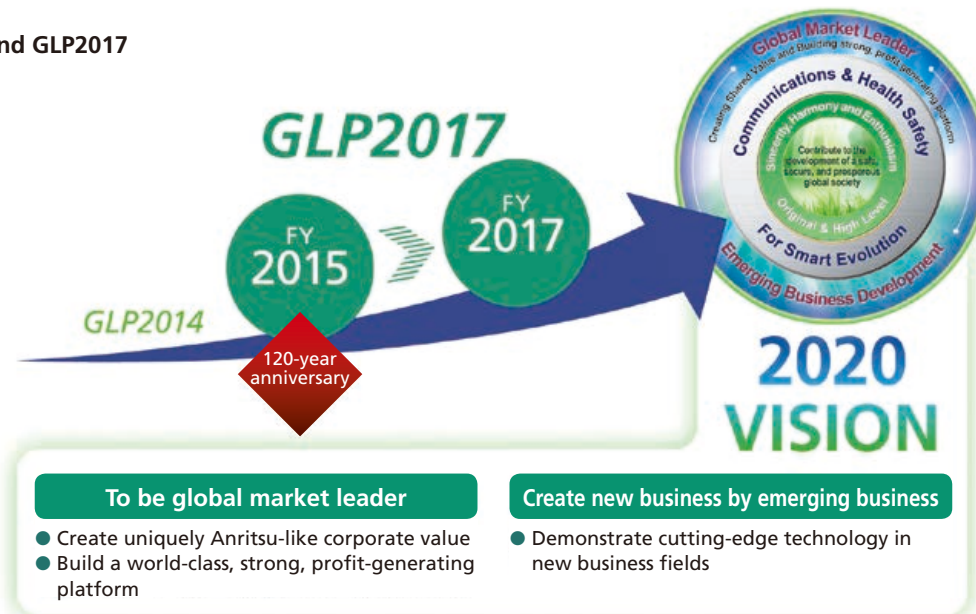 nd GLP2017
Global Market Leader
Creating Shared Value and Building strong, profit generating platform
Communications & Health Safety
Sincerity, Harmony and Enthusiasm
Contribute to the
development of a safe,
secure, and prosperous
global society
Original & High Level
For Smart Evolution
Emerging Business Development
GLP2017
FY
2015
FY
2017
GLP2014
120-year
anniversary
2020
VISION
To be global market leader
● Create uniquely Anritsu-like corporate value
● Build a world-class, strong, profit-generating
platform
Create new business by emerging business
● Demonstrate cutting-edge technology in
new business fields